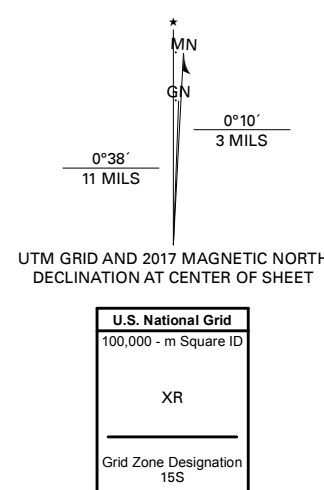 ★
MN
GN
0°10´
3 MILS
0°38´
11 MILS
UTM GRID AND 2017 MAGNETIC NORTH
DECLINATION AT CENTER OF SHEET
U.S. National Grid
100,000 - m Square ID
XR
Grid Zone Designation
15S